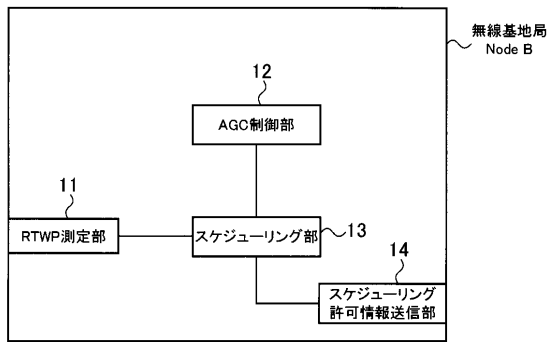 無線基地局
Node B
12
AGC制御部
11
RTWP測定部
スケジューリング部
13
14
スケジューリング
許可情報送信部